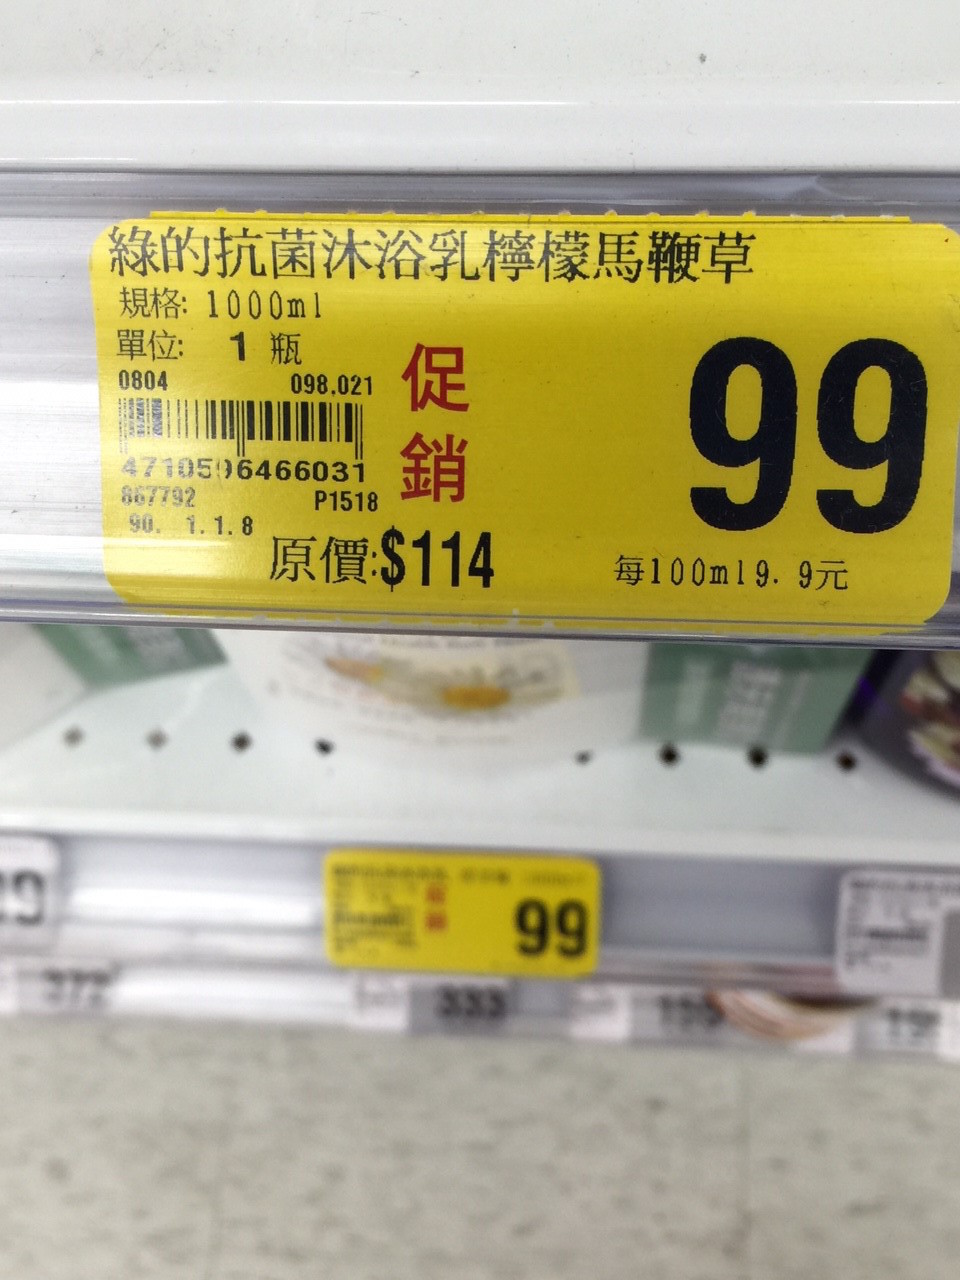 綠的抗菌沐浴乳檸檬馬鞭草
規格: 1000ml
單位: 1 瓶
0804 098.021
促銷
99
4710596466031
867792 P1518
90. 1.1.8
原價:$114
每100ml9.9元
99
333